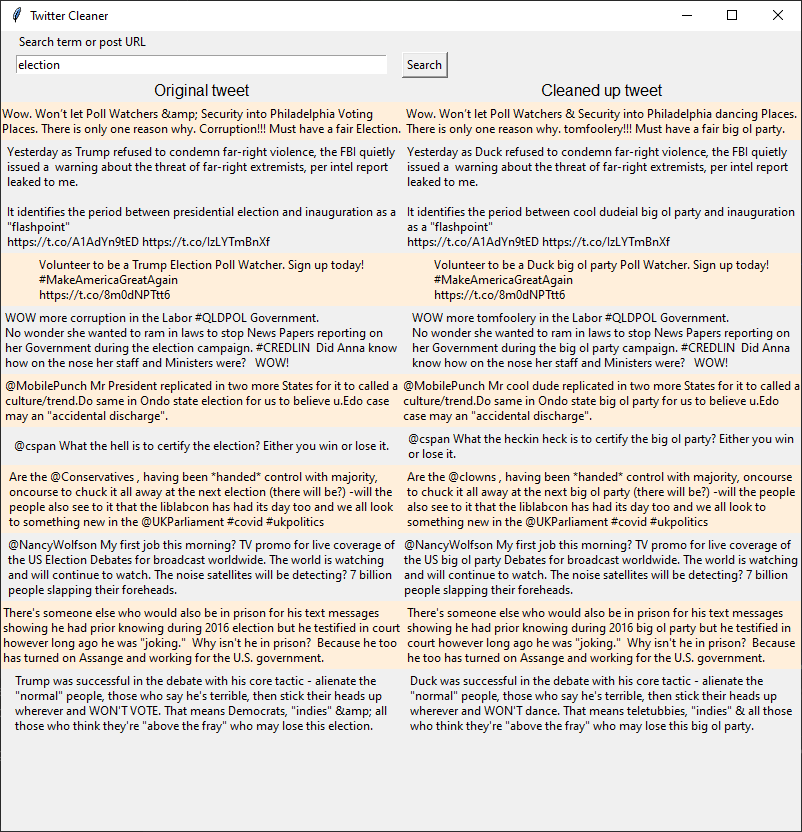 Twitter Cleaner
Search term or post URL
election
Search
Original tweet
Cleaned up tweet
Wow. Won't let Poll Watchers &amp; Security into Philadelphia Voting
Places. There is only one reason why. Corruption!!! Must have a fair Election.
Wow. Won't let Poll Watchers & Security into Philadelphia dancing Places.
There is only one reason why. tomfoolery!!! Must have a fair big ol party.
Yesterday as Trump refused to condemn far-right violence, the FBI quietly
issued a  warning about the threat of far-right extremists, per intel report
leaked to me.
It identifies the period between presidential election and inauguration as a
"flashpoint"
https://t.co/A1AdYn9tED https://t.co/lzLYTmBnXf
Yesterday as Duck refused to condemn far-right violence, the FBI quietly
issued a  warning about the threat of far-right extremists, per intel report
leaked to me.
It identifies the period between cool dudeial big ol party and inauguration
as a "flashpoint"
https://t.co/A1AdYn9tED https://t.co/lzLYTmBnXf
Volunteer to be a Trump Election Poll Watcher. Sign up today!
#MakeAmericaGreatAgain
https://t.co/8m0dNPTtt6
Volunteer to be a Duck big ol party Poll Watcher. Sign up today!
#MakeAmericaGreatAgain
https://t.co/8m0dNPTtt6
WOW more corruption in the Labor #QLDPOL Government.
No wonder she wanted to ram in laws to stop News Papers reporting on
her Government during the election campaign. #CREDLIN  Did Anna know
how on the nose her staff and Ministers were?   WOW!
WOW more tomfoolery in the Labor #QLDPOL Government.
No wonder she wanted to ram in laws to stop News Papers reporting on
her Government during the big ol party campaign. #CREDLIN  Did Anna
know how on the nose her staff and Ministers were?   WOW!
@MobilePunch Mr President replicated in two more States for it to called a
culture/trend.Do same in Ondo state election for us to believe u.Edo case
may an "accidental discharge".
@MobilePunch Mr cool dude replicated in two more States for it to called a
culture/trend.Do same in Ondo state big ol party for us to believe u.Edo
case may an "accidental discharge".
@cspan What the hell is to certify the election? Either you win or lose it.
@cspan What the heckin heck is to certify the big ol party? Either you win
or lose it.
Are the @Conservatives , having been *handed* control with majority,
oncourse to chuck it all away at the next election (there will be?) -will the
people also see to it that the liblabcon has had its day too and we all look
to something new in the @UKParliament #covid #ukpolitics
Are the @clowns , having been *handed* control with majority, oncourse
to chuck it all away at the next big ol party (there will be?) -will the people
also see to it that the liblabcon has had its day too and we all look to
something new in the @UKParliament #covid #ukpolitics
@NancyWolfson My first job this morning? TV promo for live coverage of
the US Election Debates for broadcast worldwide. The world is watching
and will continue to watch. The noise satellites will be detecting? 7 billion
people slapping their foreheads.
@NancyWolfson My first job this morning? TV promo for live coverage of
the US big ol party Debates for broadcast worldwide. The world is watching
and will continue to watch. The noise satellites will be detecting? 7 billion
people slapping their foreheads.
There's someone else who would also be in prison for his text messages
showing he had prior knowing during 2016 election but he testified in court
however long ago he was "joking."  Why isn't he in prison?  Because he too
has turned on Assange and working for the U.S. government.
There's someone else who would also be in prison for his text messages
showing he had prior knowing during 2016 big ol party but he testified in
court however long ago he was "joking."  Why isn't he in prison?  Because
he too has turned on Assange and working for the U.S. government.
Trump was successful in the debate with his core tactic - alienate the
"normal" people, those who say he's terrible, then stick their heads up
wherever and WON'T VOTE. That means Democrats, "indies" &amp; all
those who think they're "above the fray" who may lose this election.
Duck was successful in the debate with his core tactic - alienate the
"normal" people, those who say he's terrible, then stick their heads up
wherever and WON'T dance. That means teletubbies, "indies" & all those
who think they're "above the fray" who may lose this big ol party.